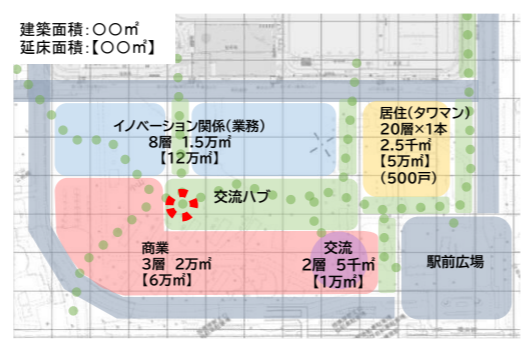 建築面積：〇〇㎡
延床面積：【〇〇㎡】
イノベーション関係（業務）
8層 1.5万㎡
【12万㎡】
居住（タワマン）
20層×1本
2.5千㎡
【5万㎡】
（500戸）
交流ハブ
商業
3層 2万㎡
【6万㎡】
交流
2層 5千㎡
【1万㎡】
駅前広場